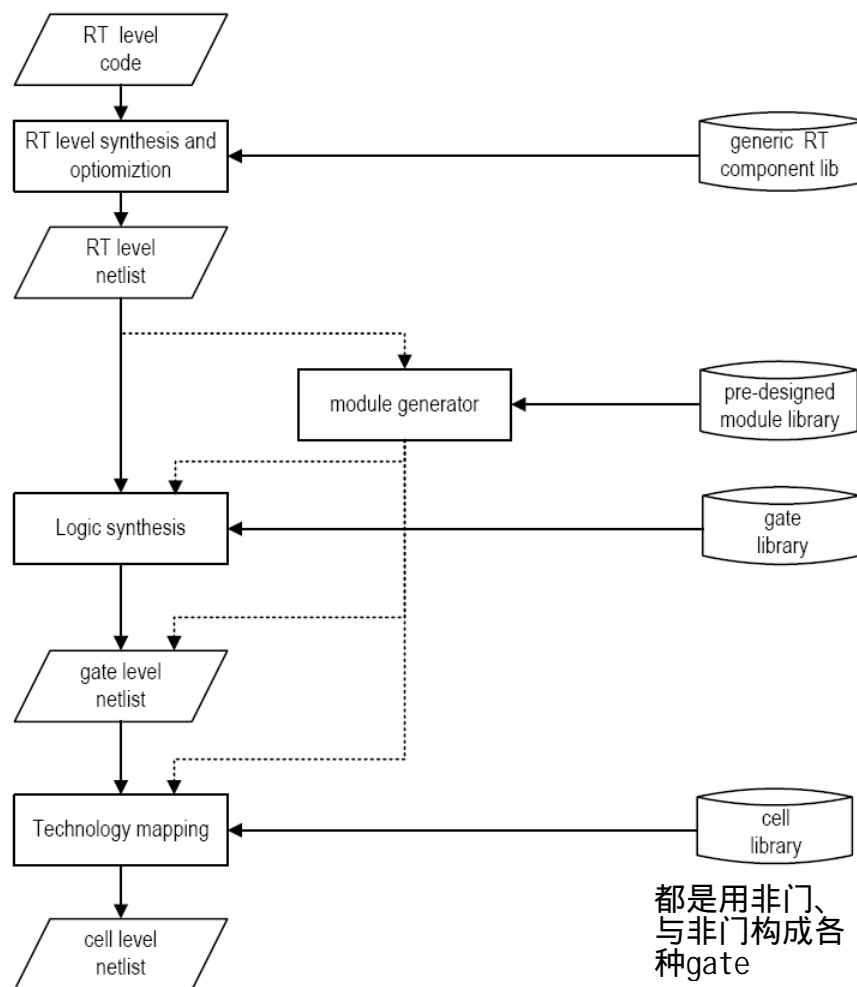 RT level
code
RT level synthesis and
optiomiztion
generic RT
component lib
RT level
netlist
module generator
pre-designed
module library
Logic synthesis
gate
library
gate level
netlist
Technology mapping
cell
library
都是用非门、
与非门构成各
种gate
cell level
netlist